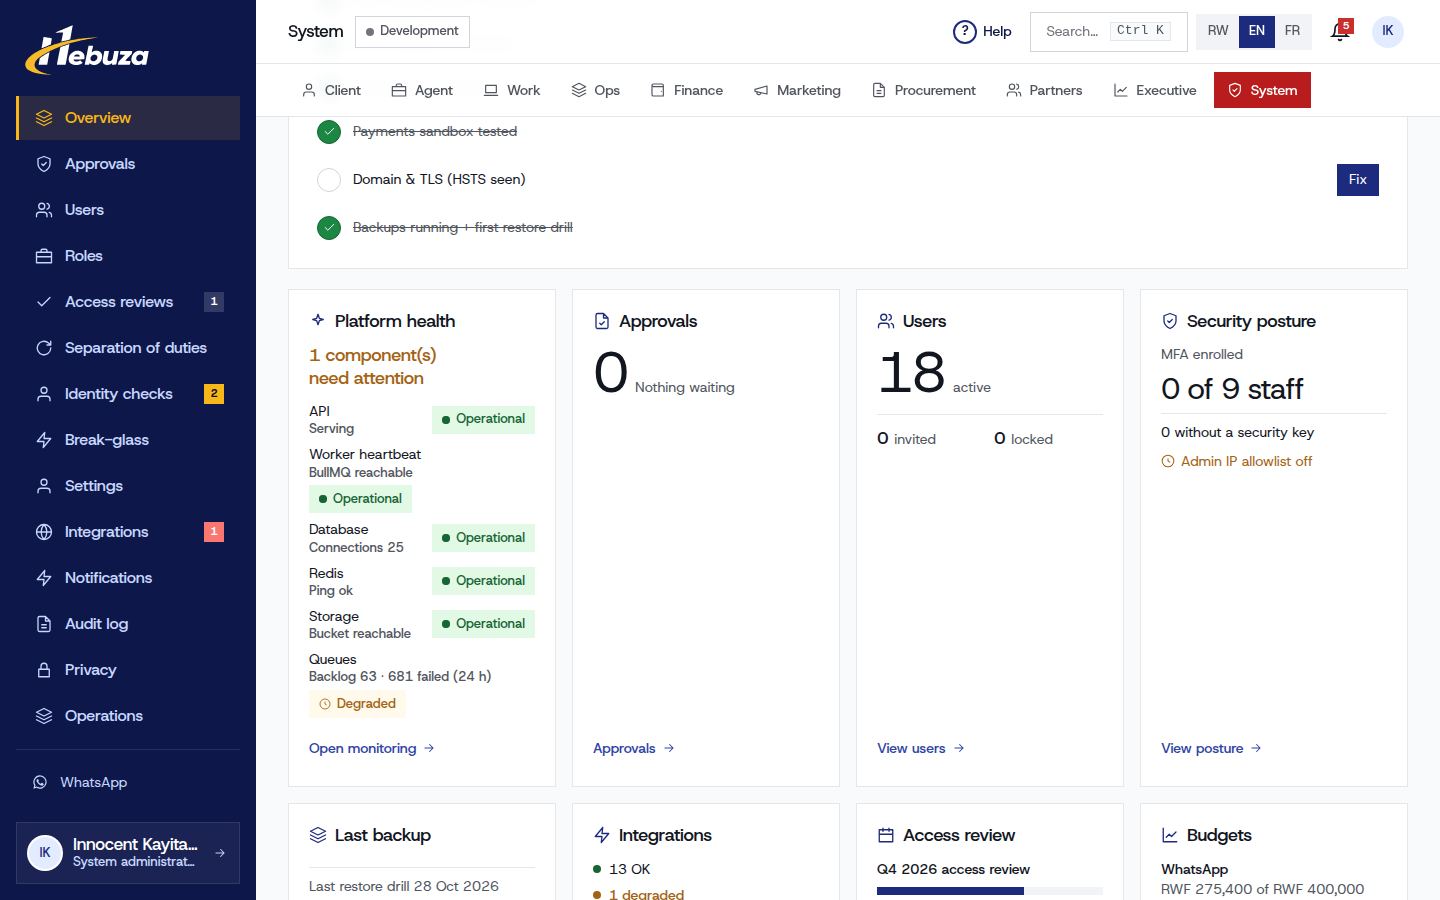 Hebuza
Overview
Approvals
Users
Roles
Access reviews 1
Separation of duties
Identity checks 2
Break-glass
Settings
Integrations 1
Notifications
Audit log
Privacy
Operations
WhatsApp
IK
Innocent Kayita...
System administrat...
System
Development
? Help
Search... Ctrl K
RW EN FR
5
IK
Client
Agent
Work
Ops
Finance
Marketing
Procurement
Partners
Executive
System
Payments sandbox tested
Domain & TLS (HSTS seen)
Fix
Backups running + first restore drill
Platform health
1 component(s)
need attention
API
Serving
Operational
Worker heartbeat
BullMQ reachable
Operational
Database
Connections 25
Operational
Redis
Ping ok
Operational
Storage
Bucket reachable
Operational
Queues
Backlog 63 · 681 failed (24 h)
Degraded
Open monitoring →
Approvals
0 Nothing waiting
Approvals →
Users
18 active
0 invited 0 locked
View users →
Security posture
MFA enrolled
0 of 9 staff
0 without a security key
Admin IP allowlist off
View posture →
Last backup
Last restore drill 28 Oct 2026
Integrations
13 OK
1 degraded
Access review
Q4 2026 access review
Budgets
WhatsApp
RWF 275,400 of RWF 400,000